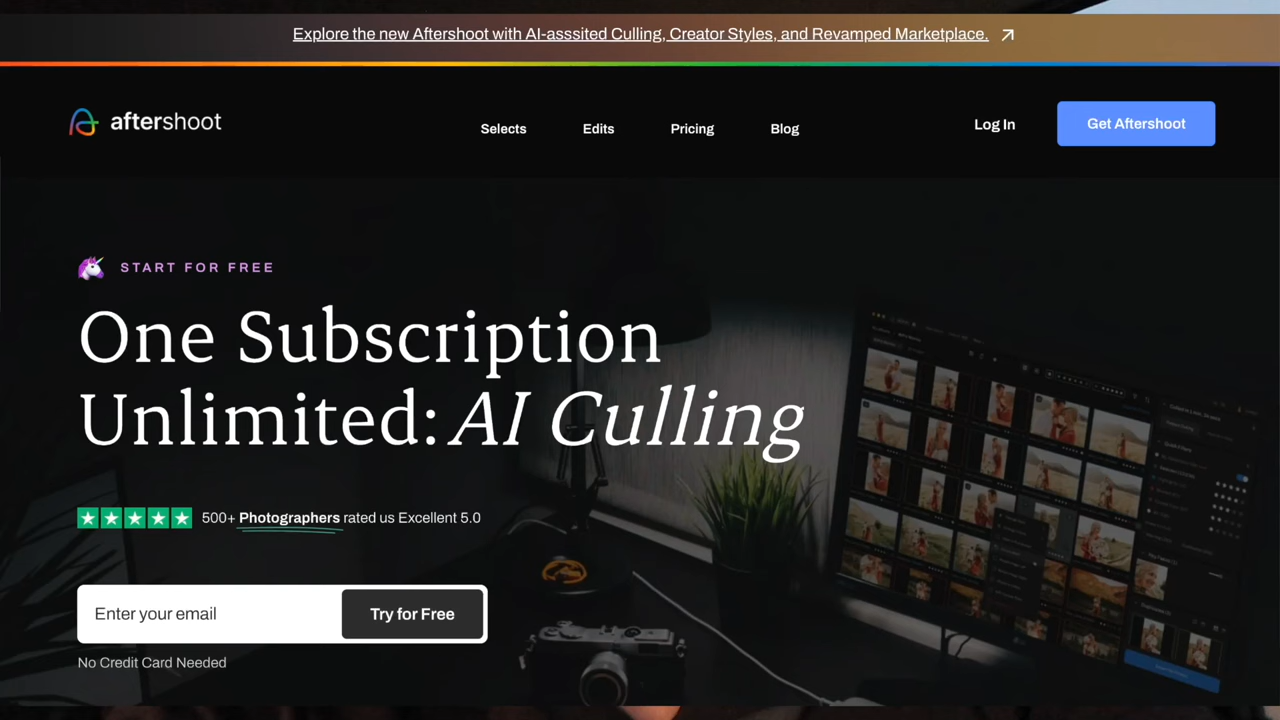 Explore the new Aftershoot with AI-asssited Culling, Creator Styles, and Revamped Marketplace.
aftershoot
Selects
Edits
Pricing
Blog
Log In
Get Aftershoot
START FOR FREE
One Subscription
Unlimited: AI Culling
500+ Photographers rated us Excellent 5.0
Enter your email
Try for Free
No Credit Card Needed